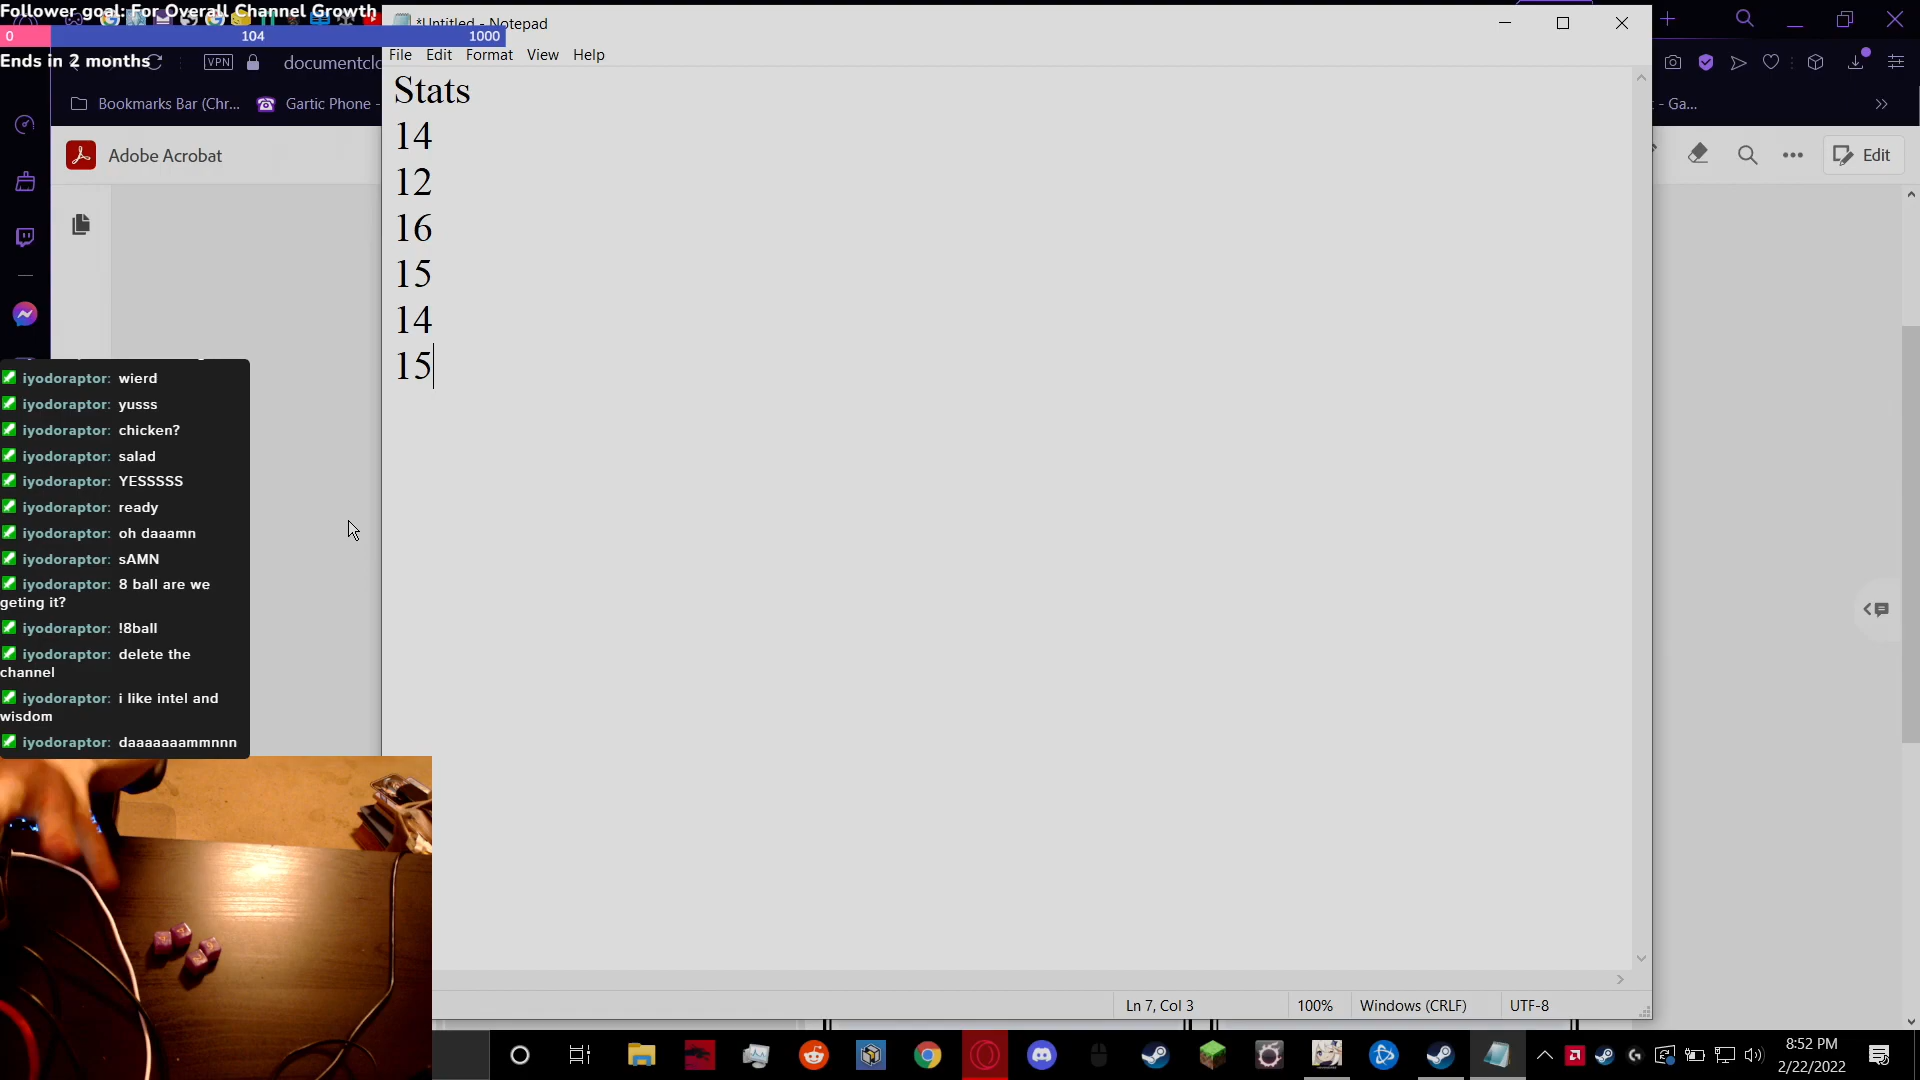 Follower goal: For Overall Channel Growth
0 104 1000
Ends in 2 months
*Untitled - Notepad
File Edit Format View Help
VPN documentclo
Bookmarks Bar (Chr... Gartic Phone - - Ga...
Adobe Acrobat
Edit
Stats
14
12
16
15
14
15
iyodoraptor: wierd
iyodoraptor: yusss
iyodoraptor: chicken?
iyodoraptor: salad
iyodoraptor: YESSSSS
iyodoraptor: ready
iyodoraptor: oh daaamn
iyodoraptor: sAMN
iyodoraptor: 8 ball are we
geting it?
iyodoraptor: !8ball
iyodoraptor: delete the
channel
iyodoraptor: i like intel and
wisdom
iyodoraptor: daaaaaaammnnn
Ln 7, Col 3 100% Windows (CRLF) UTF-8
8:52 PM
2/22/2022